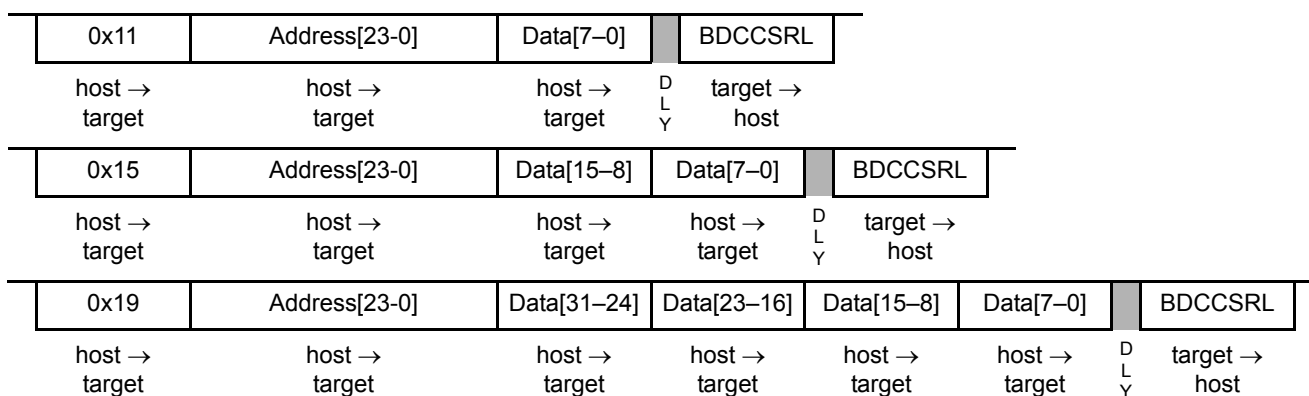 0x11 Address[23-0] Data[7–0] BDCCSRL
host → host → host → D target →
target target target L host
Y
0x15 Address[23-0] Data[15–8] Data[7–0] BDCCSRL
host → host → host → host → D target →
target target target target L host
Y
0x19 Address[23-0] Data[31–24] Data[23–16] Data[15–8] Data[7–0] BDCCSRL
host → host → host → host → host → host → D target →
target target target target target target L host
Y